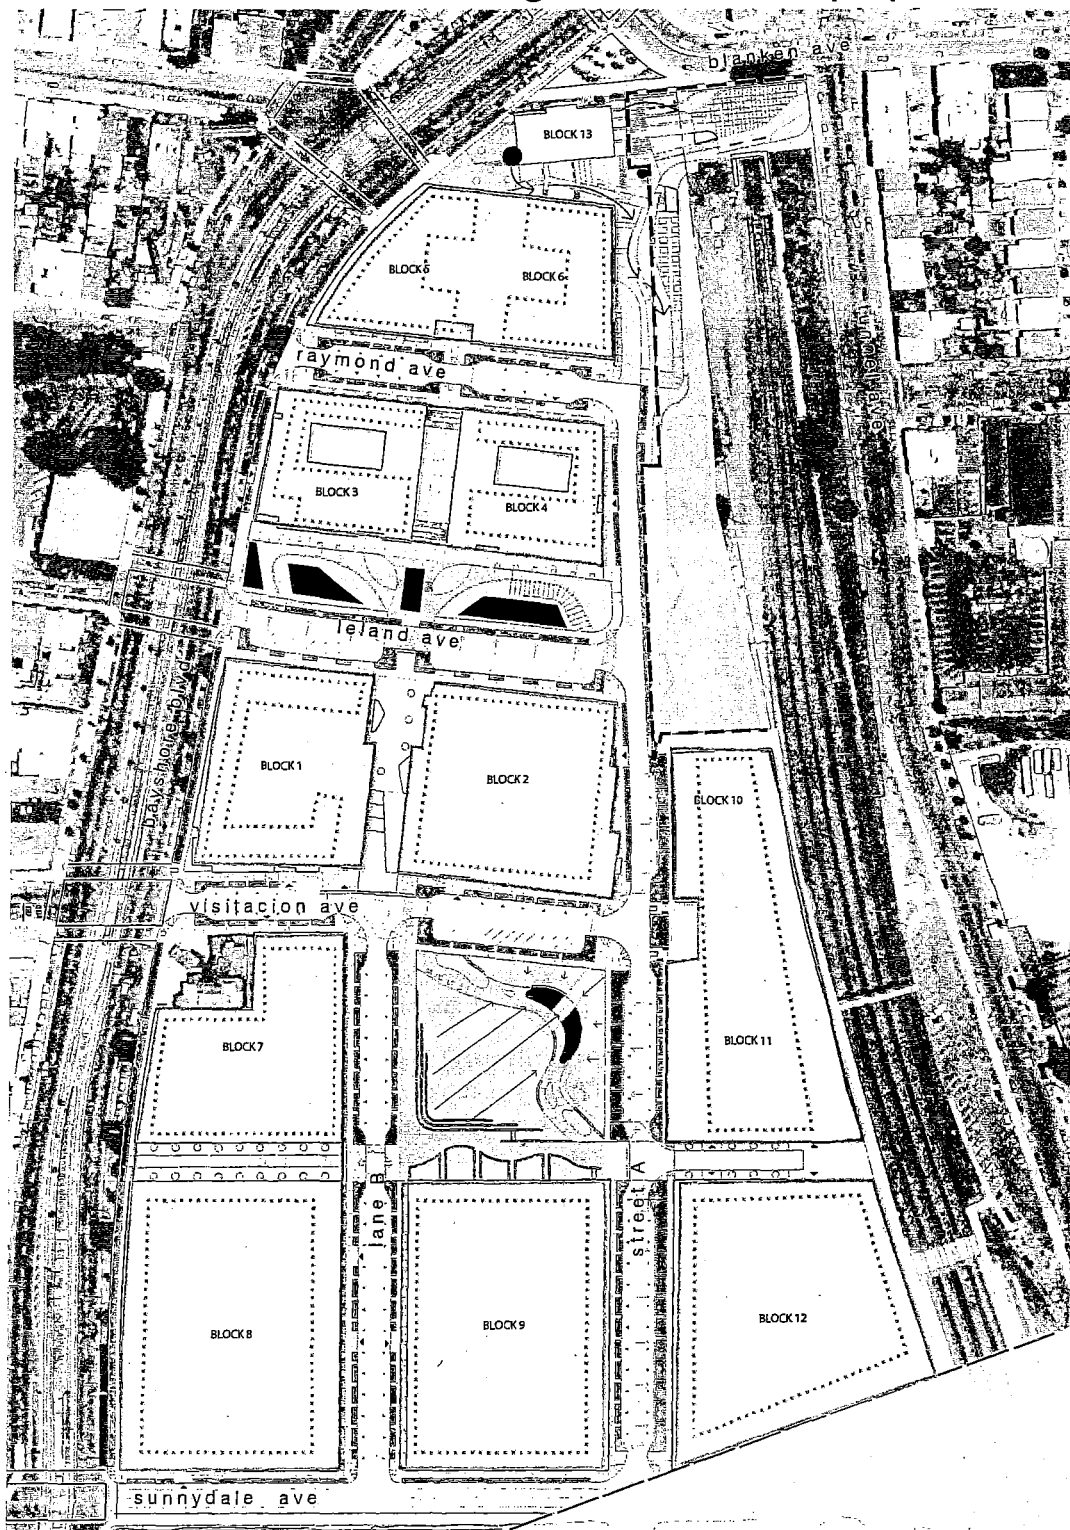 blanken ave
BLOCK 13
BLOCK 5
BLOCK 6
raymond ave
tunnel ave
BLOCK 3
BLOCK 4
leland ave
bayshore blvd
BLOCK 1
BLOCK 2
BLOCK 10
visitacion ave
BLOCK 7
BLOCK 11
lane B
street A
BLOCK 8
BLOCK 9
BLOCK 12
sunnydale ave